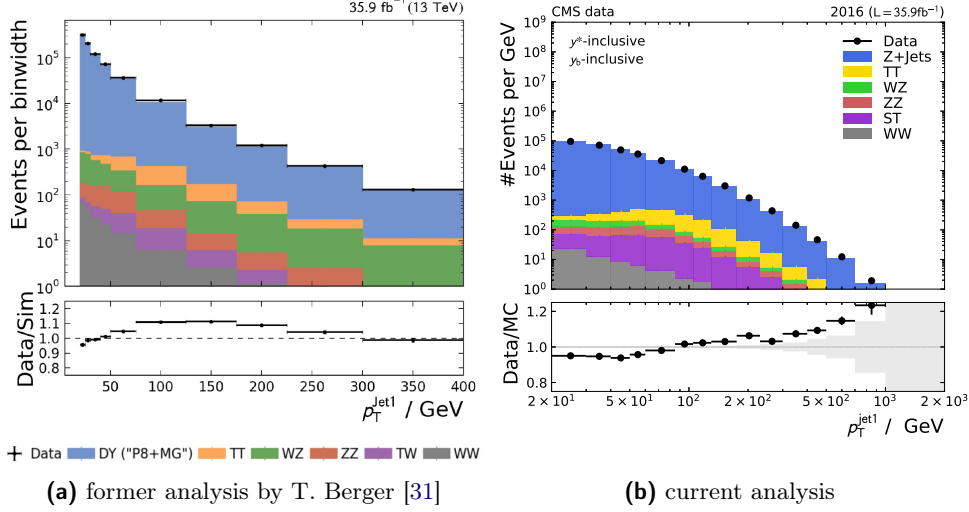 35.9 fb⁻¹ (13 TeV)
Events per binwidth
10⁵
10⁴
10³
10²
10¹
10⁰
Data/Sim
1.1
1.0
0.9
0.8
50 100 150 200 250 300 350 400
p_T^Jet1 / GeV
Data DY ("P8+MG") TT WZ ZZ TW WW
(a) former analysis by T. Berger [31]
CMS data 2016 (L = 35.9fb⁻¹)
y*-inclusive
y_b-inclusive
Data
Z+Jets
TT
WZ
ZZ
ST
WW
#Events per GeV
10⁹
10⁸
10⁷
10⁶
10⁵
10⁴
10³
10²
10¹
10⁰
Data/MC
1.2
1.0
0.8
2 × 10¹ 5 × 10¹ 10² 2 × 10² 5 × 10² 10³ 2 × 10³
p_T^jet1 / GeV
(b) current analysis